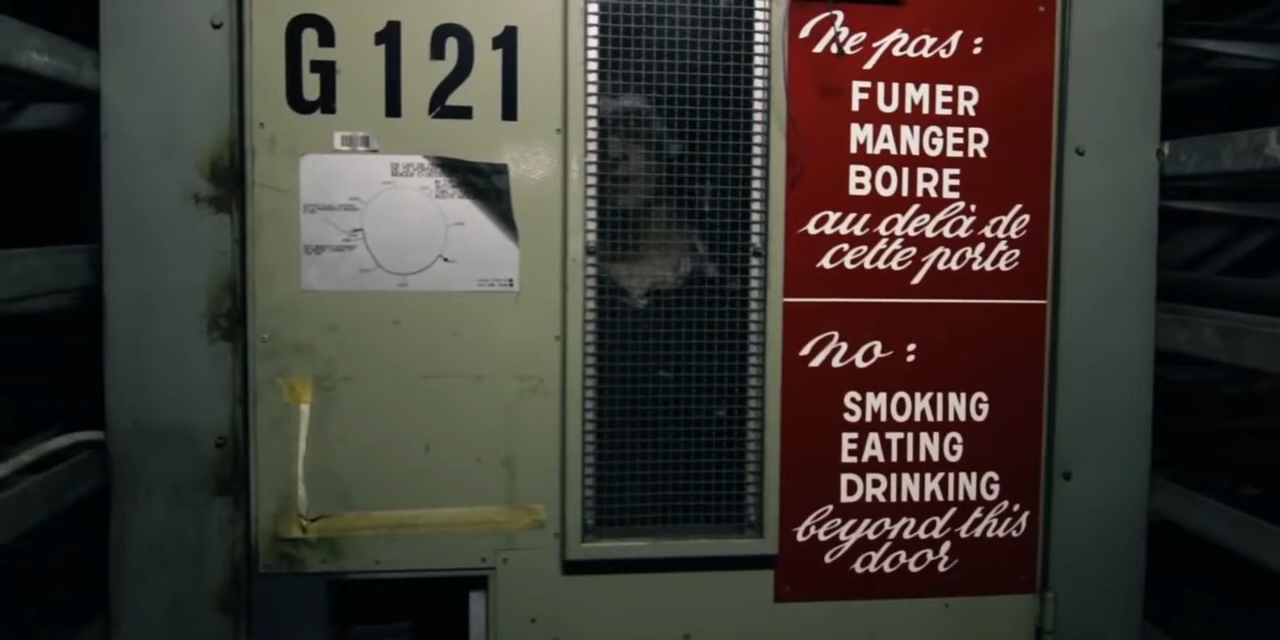 G 121
Ne pas :
FUMER
MANGER
BOIRE
au delà de
cette porte
no :
SMOKING
EATING
DRINKING
beyond this
door